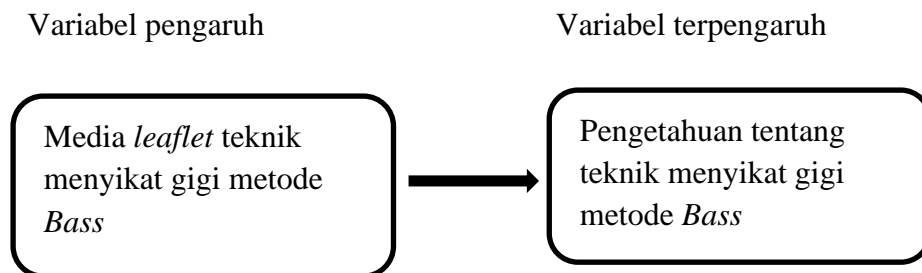 Variabel pengaruh
Variabel terpengaruh
Media leaflet teknik
menyikat gigi metode
Bass
Pengetahuan tentang
teknik menyikat gigi
metode Bass